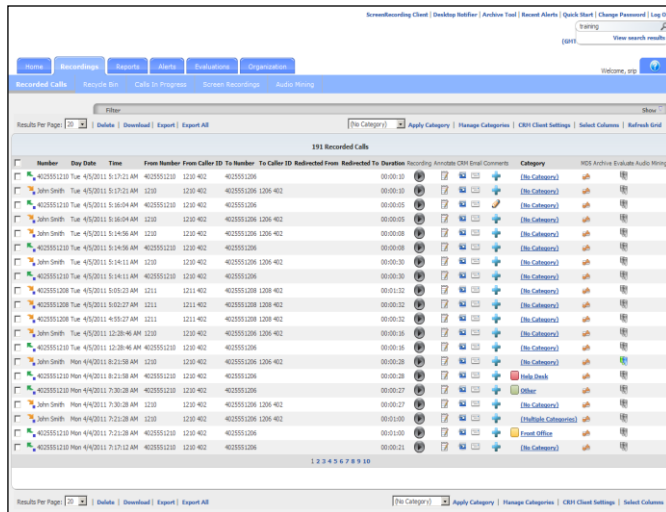 ScreenRecording Client | Desktop Notifier | Archive Tool | Recent Alerts | Quick Start | Change Password | Log O
training
View search results
(GMT
Home Recordings Reports Alerts Evaluations Organization
Welcome, srip
Recorded Calls Recycle Bin Calls In Progress Screen Recordings Audio Mining
Filter Show
Results Per Page: 20 | Delete | Download | Export | Export All (No Category) Apply Category | Manage Categories | CRM Client Settings | Select Columns | Refresh Grid
191 Recorded Calls
Number Day Date Time From Number From Caller ID To Number To Caller ID Redirected From Redirected To Duration Recording Annotate CRM Email Comments Category MDS Archive Evaluate Audio Mining
4025551210 Tue 4/5/2011 5:17:21 AM 4025551210 1210 402 4025551206 00:00:10 (No Category)
John Smith Tue 4/5/2011 5:17:21 AM 1210 1210 402 4025551206 1206 402 00:00:10 (No Category)
4025551210 Tue 4/5/2011 5:16:04 AM 4025551210 1210 402 4025551206 00:00:05 (No Category)
John Smith Tue 4/5/2011 5:16:04 AM 1210 1210 402 4025551206 1206 402 00:00:05 (No Category)
John Smith Tue 4/5/2011 5:14:56 AM 1210 1210 402 4025551206 1206 402 00:00:08 (No Category)
4025551210 Tue 4/5/2011 5:14:56 AM 4025551210 1210 402 4025551206 00:00:08 (No Category)
John Smith Tue 4/5/2011 5:14:11 AM 1210 1210 402 4025551206 1206 402 00:00:30 (No Category)
4025551210 Tue 4/5/2011 5:14:11 AM 4025551210 1210 402 4025551206 00:00:30 (No Category)
4025551208 Tue 4/5/2011 5:05:23 AM 1211 1211 402 4025551208 1208 402 00:01:32 (No Category)
4025551208 Tue 4/5/2011 5:02:27 AM 1211 1211 402 4025551208 1208 402 00:00:32 (No Category)
4025551208 Tue 4/5/2011 4:55:27 AM 1211 1211 402 4025551208 1208 402 00:00:32 (No Category)
John Smith Tue 4/5/2011 12:28:46 AM 1210 1210 402 4025551206 1206 402 00:00:16 (No Category)
4025551210 Tue 4/5/2011 12:28:46 AM 4025551210 1210 402 4025551206 00:00:16 (No Category)
John Smith Mon 4/4/2011 8:21:58 AM 1210 1210 402 4025551206 1206 402 00:00:28 (No Category)
4025551210 Mon 4/4/2011 8:21:58 AM 4025551210 1210 402 4025551206 00:00:28 Help Desk
4025551210 Mon 4/4/2011 7:30:28 AM 4025551210 1210 402 4025551206 00:00:27 Other
John Smith Mon 4/4/2011 7:30:28 AM 1210 1210 402 4025551206 1206 402 00:00:27 (No Category)
John Smith Mon 4/4/2011 7:21:28 AM 1210 1210 402 4025551206 1206 402 00:01:00 (Multiple Categories)
4025551210 Mon 4/4/2011 7:21:28 AM 4025551210 1210 402 4025551206 00:01:00 Front Office
4025551210 Mon 4/4/2011 7:17:12 AM 4025551210 1210 402 4025551206 00:00:21 (No Category)
1 2 3 4 5 6 7 8 9 10
Results Per Page: 20 | Delete | Download | Export | Export All (No Category) Apply Category | Manage Categories | CRM Client Settings | Select Columns